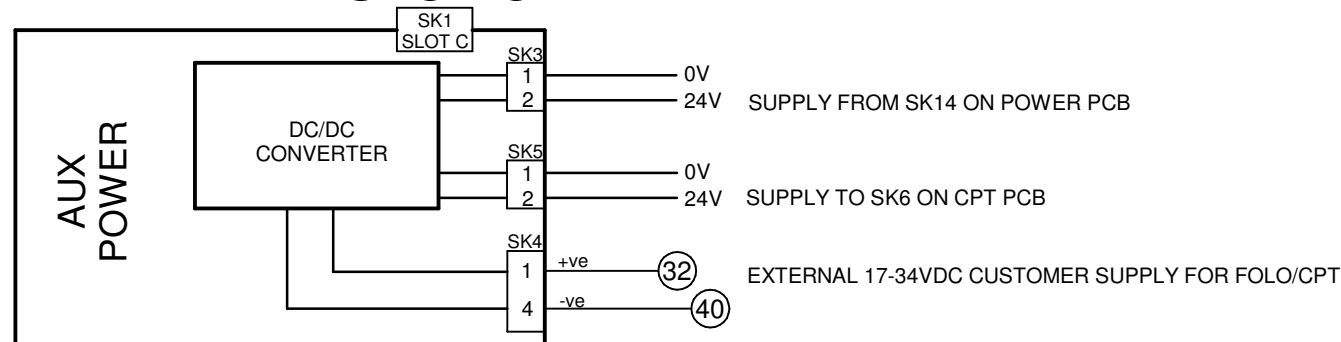 SK1
SLOT C
SK3
1 0V
2 24V SUPPLY FROM SK14 ON POWER PCB
DC/DC
CONVERTER
AUX
POWER
SK5
1 0V
2 24V SUPPLY TO SK6 ON CPT PCB
SK4
1 +ve 32 EXTERNAL 17-34VDC CUSTOMER SUPPLY FOR FOLO/CPT
4 -ve 40